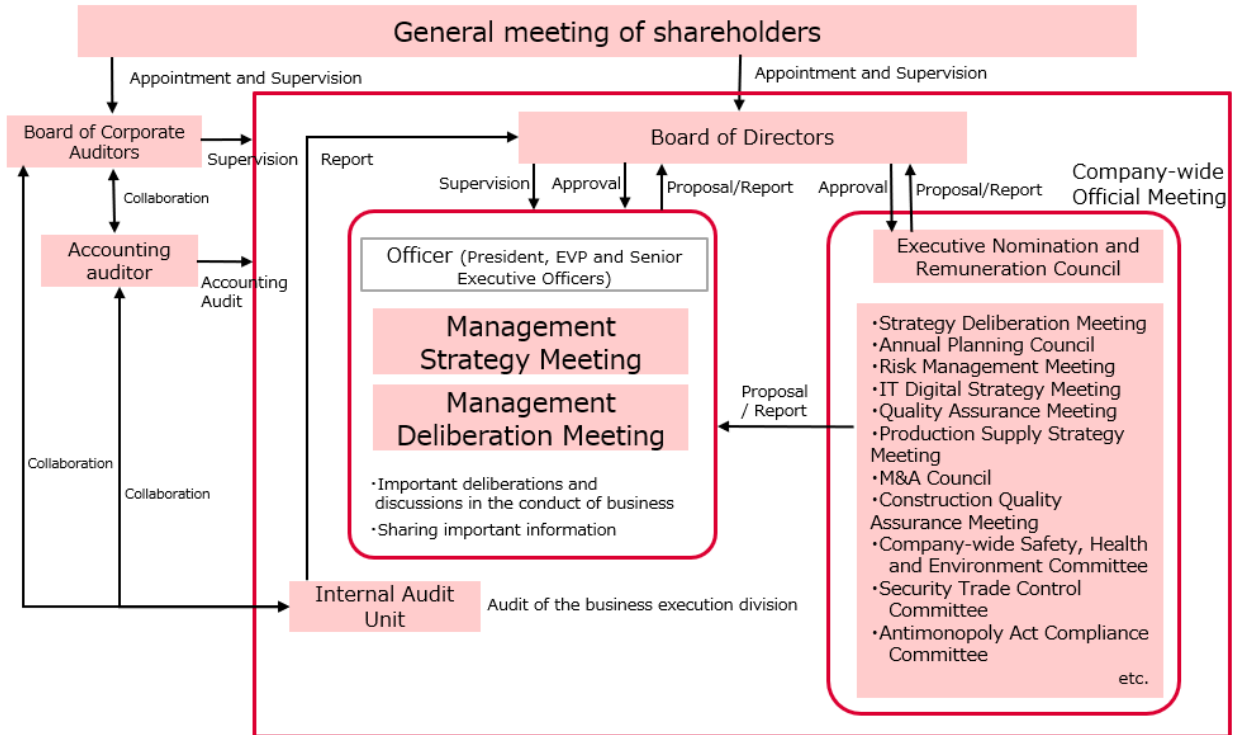 General meeting of shareholders
Appointment and Supervision
Appointment and Supervision
Board of Corporate
Auditors
Supervision
Report
Board of Directors
Company-wide
Official Meeting
Supervision
Approval
Proposal/Report
Approval
Proposal/Report
Collaboration
Accounting
auditor
Accounting
Audit
Officer (President, EVP and Senior
Executive Officers)
Management
Strategy Meeting
Management
Deliberation Meeting
・Important deliberations and
discussions in the conduct of business
・Sharing important information
Proposal
/ Report
Executive Nomination and
Remuneration Council
・Strategy Deliberation Meeting
・Annual Planning Council
・Risk Management Meeting
・IT Digital Strategy Meeting
・Quality Assurance Meeting
・Production Supply Strategy
Meeting
・M&A Council
・Construction Quality
Assurance Meeting
・Company-wide Safety, Health
and Environment Committee
・Security Trade Control
Committee
・Antimonopoly Act Compliance
Committee
etc.
Collaboration
Collaboration
Internal Audit
Unit
Audit of the business execution division